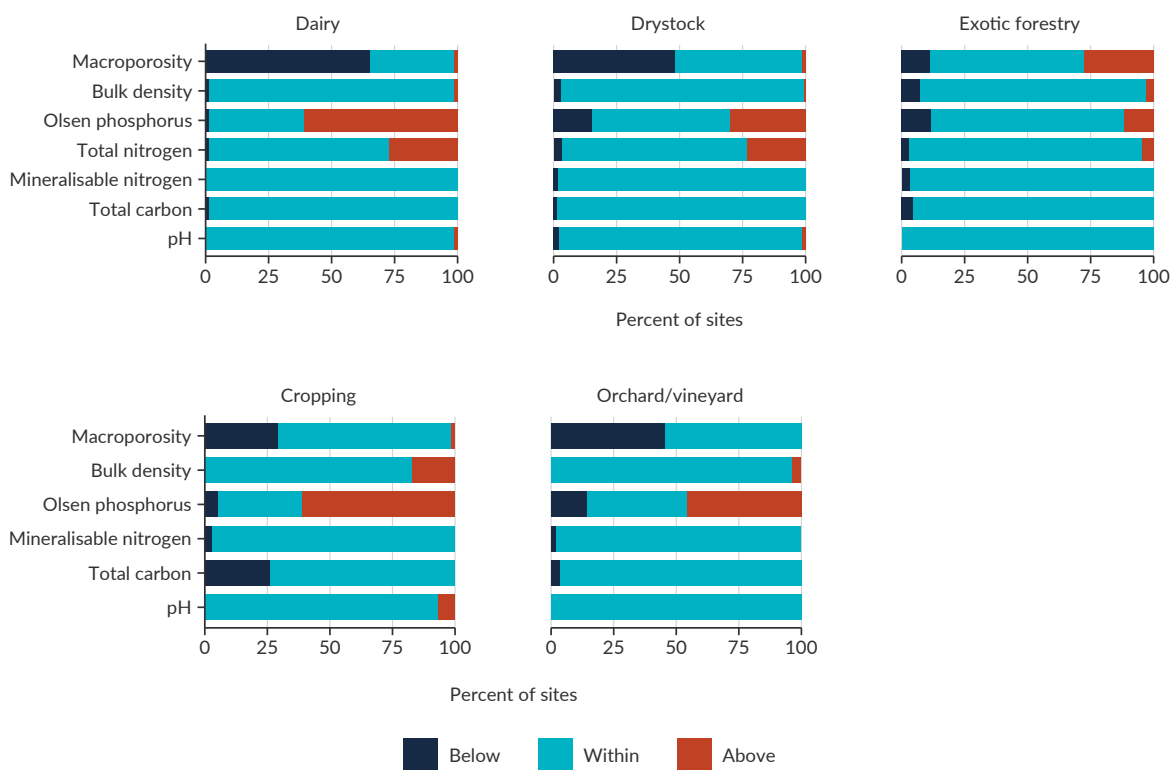 Dairy
Drystock
Exotic forestry
Macroporosity
Bulk density
Olsen phosphorus
Total nitrogen
Mineralisable nitrogen
Total carbon
pH
0 25 50 75 100
0 25 50 75 100
0 25 50 75 100
Percent of sites
Cropping
Orchard/vineyard
Macroporosity
Bulk density
Olsen phosphorus
Mineralisable nitrogen
Total carbon
pH
0 25 50 75 100
0 25 50 75 100
Percent of sites
Below
Within
Above